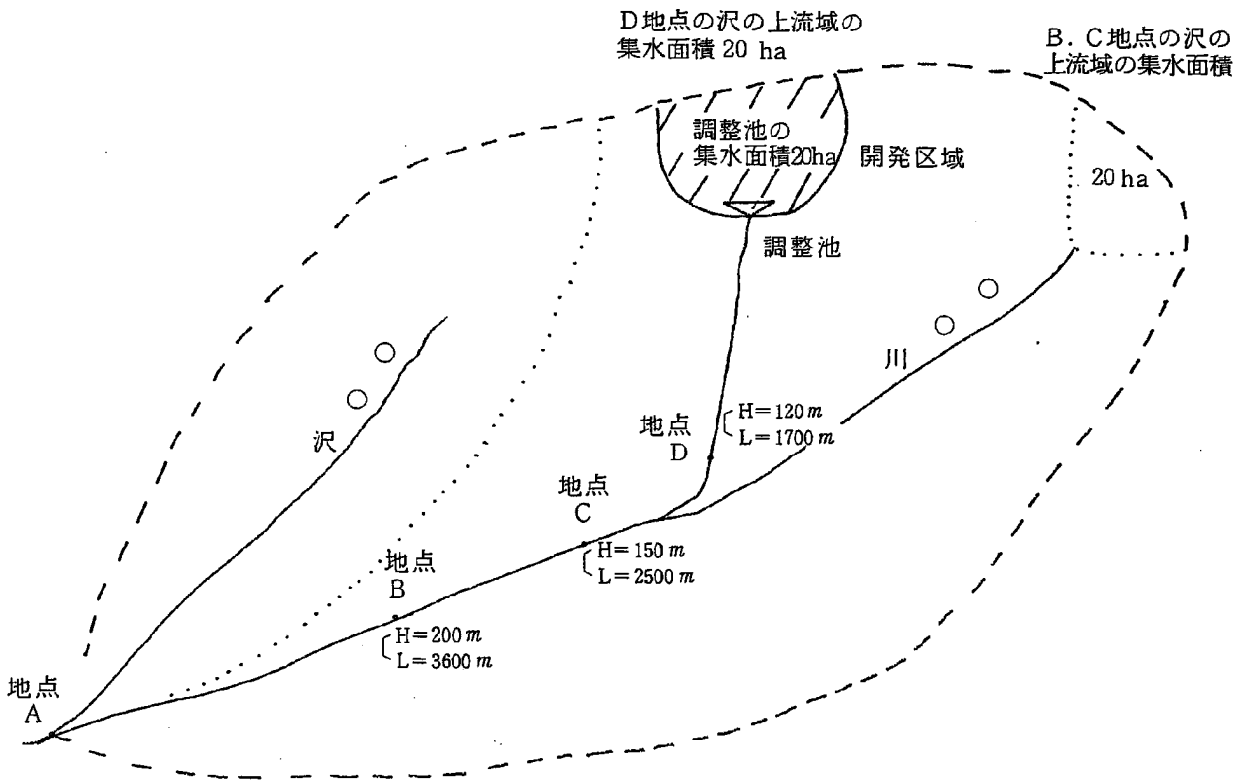 D地点の沢の上流域の
集水面積 20 ha
B. C地点の沢の
上流域の集水面積
調整池の
集水面積20ha
開発区域
20 ha
調整池
川
沢
地点
D
H=120 m
L=1700 m
地点
C
H=150 m
L=2500 m
地点
B
H=200 m
L=3600 m
地点
A